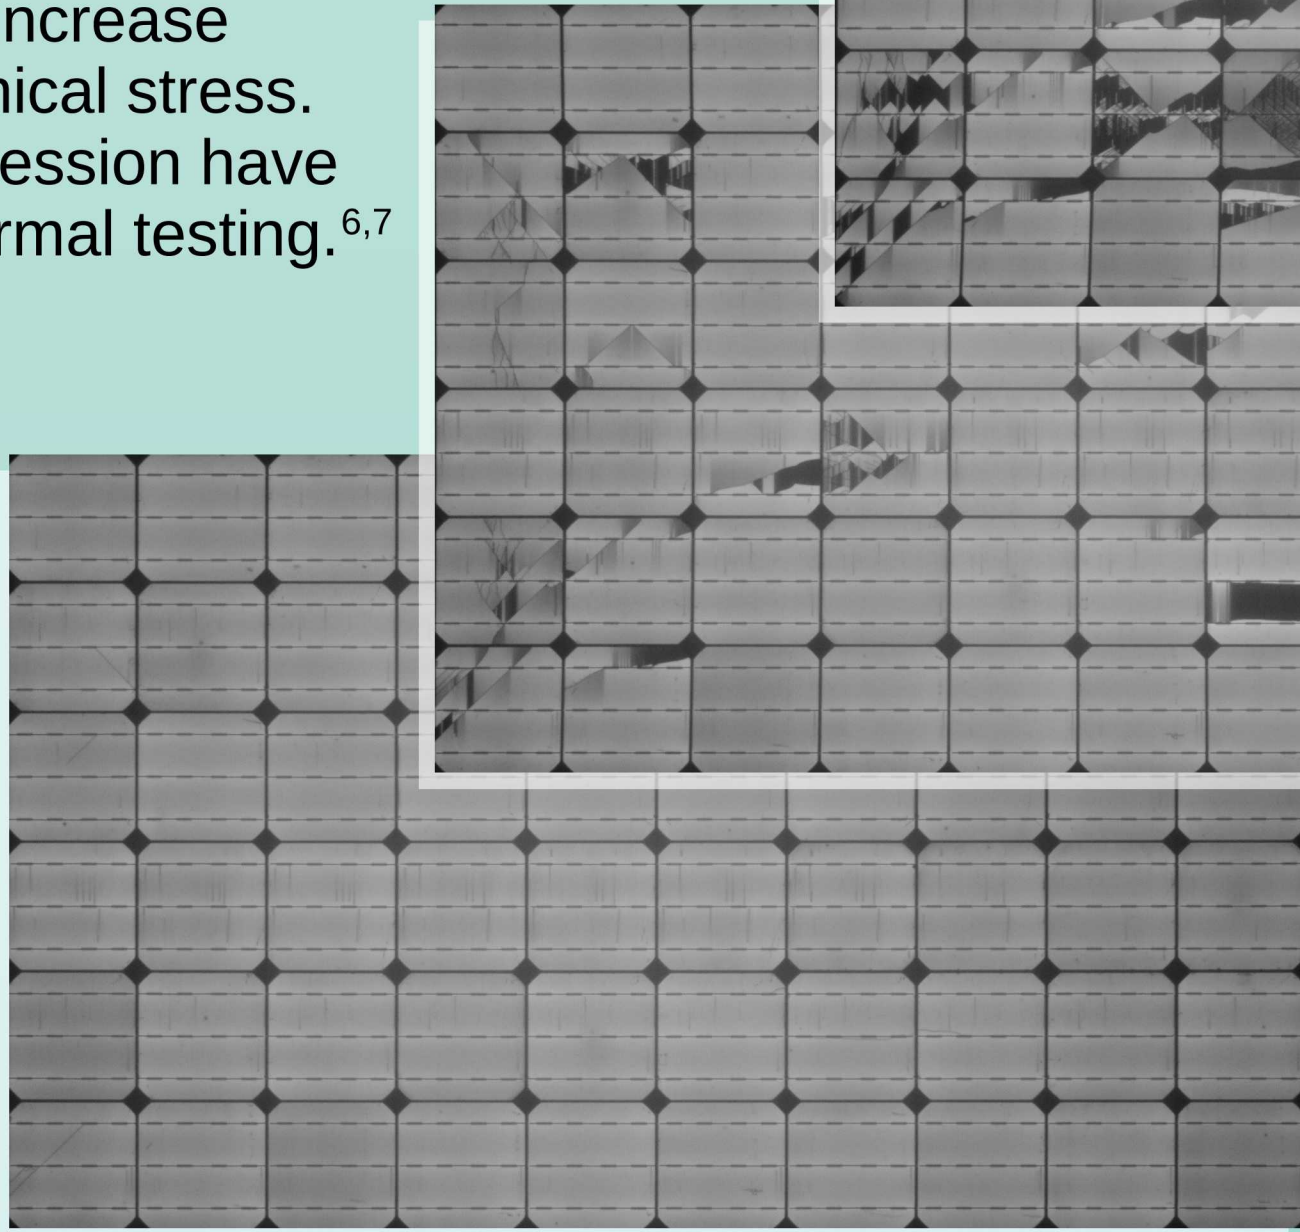 ncrease
nical stress.
ession have
rmal testing.6,7